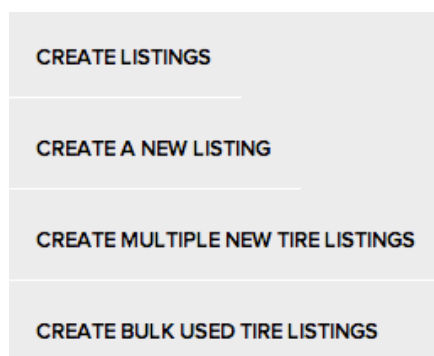 CREATE LISTINGS
CREATE A NEW LISTING
CREATE MULTIPLE NEW TIRE LISTINGS
CREATE BULK USED TIRE LISTINGS